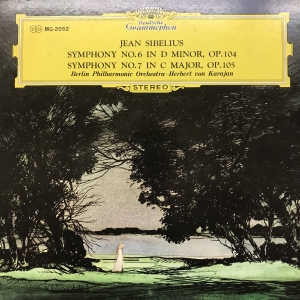 Deutsche
Grammophon
MG-2052
JEAN SIBELIUS
SYMPHONY NO.6 IN D MINOR, OP.104
SYMPHONY NO.7 IN C MAJOR, OP.105
Berlin Philharmonic Orchestra · Herbert von Karajan
STEREO